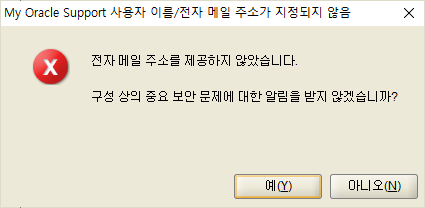 My Oracle Support 사용자 이름/전자 메일 주소가 지정되지 않음
전자 메일 주소를 제공하지 않았습니다.
구성 상의 중요 보안 문제에 대한 알림을 받지 않겠습니까?
예(Y)
아니오(N)